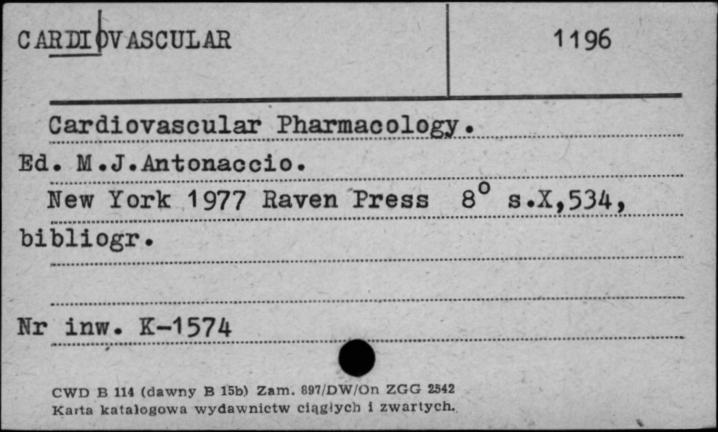 CARDIOVASCULAR 1196
Cardiovascular Pharmacology.
Ed. M.J.Antonaccio.
New York 1977 Raven Press 8° s.X,534,
bibliogr.
Nr inw. K-1574
CWD B 114 (dawny B 15b) Zam. 897/DW/On ZGG 2542
Karta katalogowa wydawnictw ciągłych i zwartych.